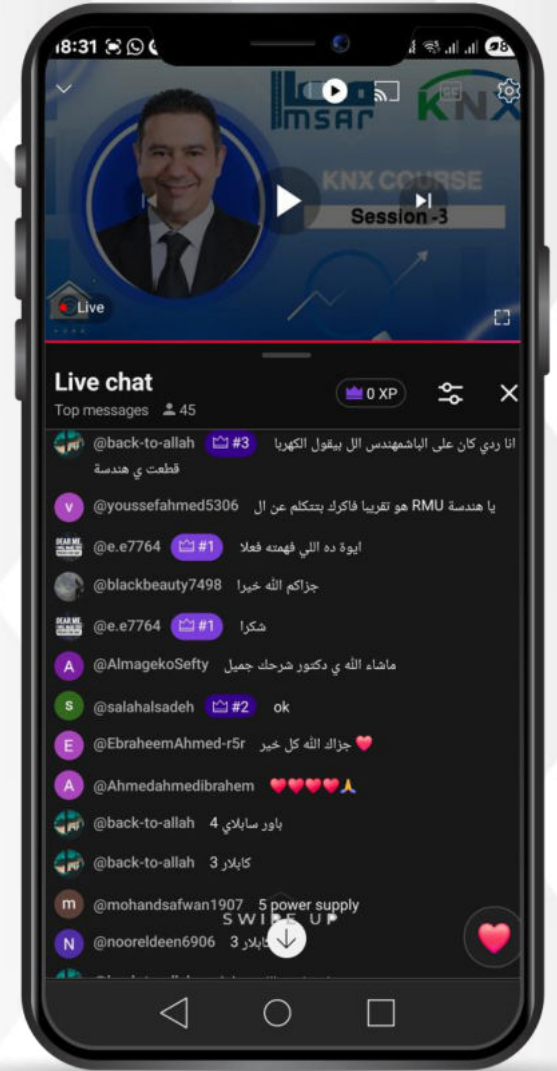 18:31
Imsar
KNX
KNX COURSE
Session -3
Live
Live chat
0 XP
Top messages 45
@back-to-allah #3 انا ردي كان على الباشمهندس الل بيقول الكهربا
قطعت ي هندسة
@youssefahmed5306 يا هندسة RMU هو تقريبا فاكرك بتتكلم عن ال
@e.e7764 #1 ايوة ده اللي فهمته فعلا
@blackbeauty7498 جزاكم الله خيرا
@e.e7764 #1 شكرا
@AlmagekoSefty ماشاء الله ي دكتور شرحك جميل
@salahalsadeh #2 ok
@EbraheemAhmed-r5r جزاك الله كل خير ❤️
@Ahmedahmedibrahem ❤️❤️❤️❤️🙏
@back-to-allah باور سابلاي 4
@back-to-allah كابلار 3
@mohandsafwan1907 5 power supply
SWIPE UP
@nooreldeen6906 كابلار 3